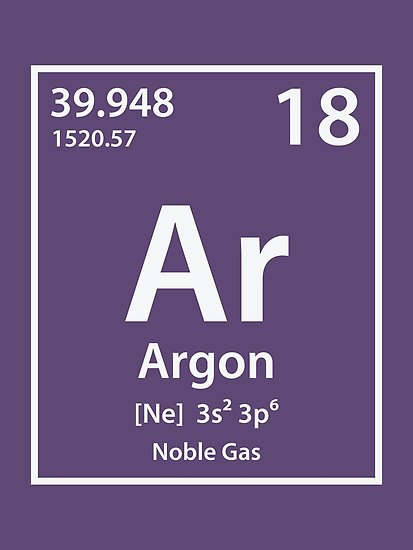 39.948 18
1520.57
Ar
Argon
[Ne] 3s² 3p⁶
Noble Gas